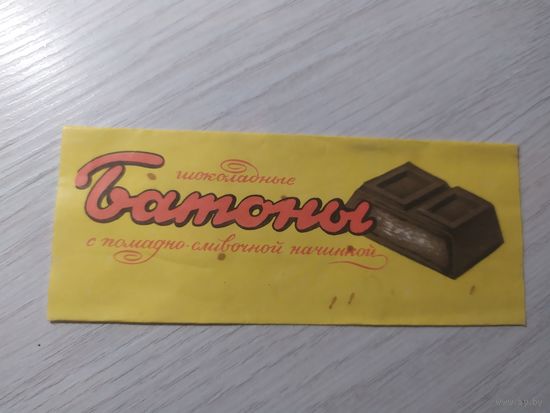 шоколадные
Батоны
с помадно-сливочной начинкой